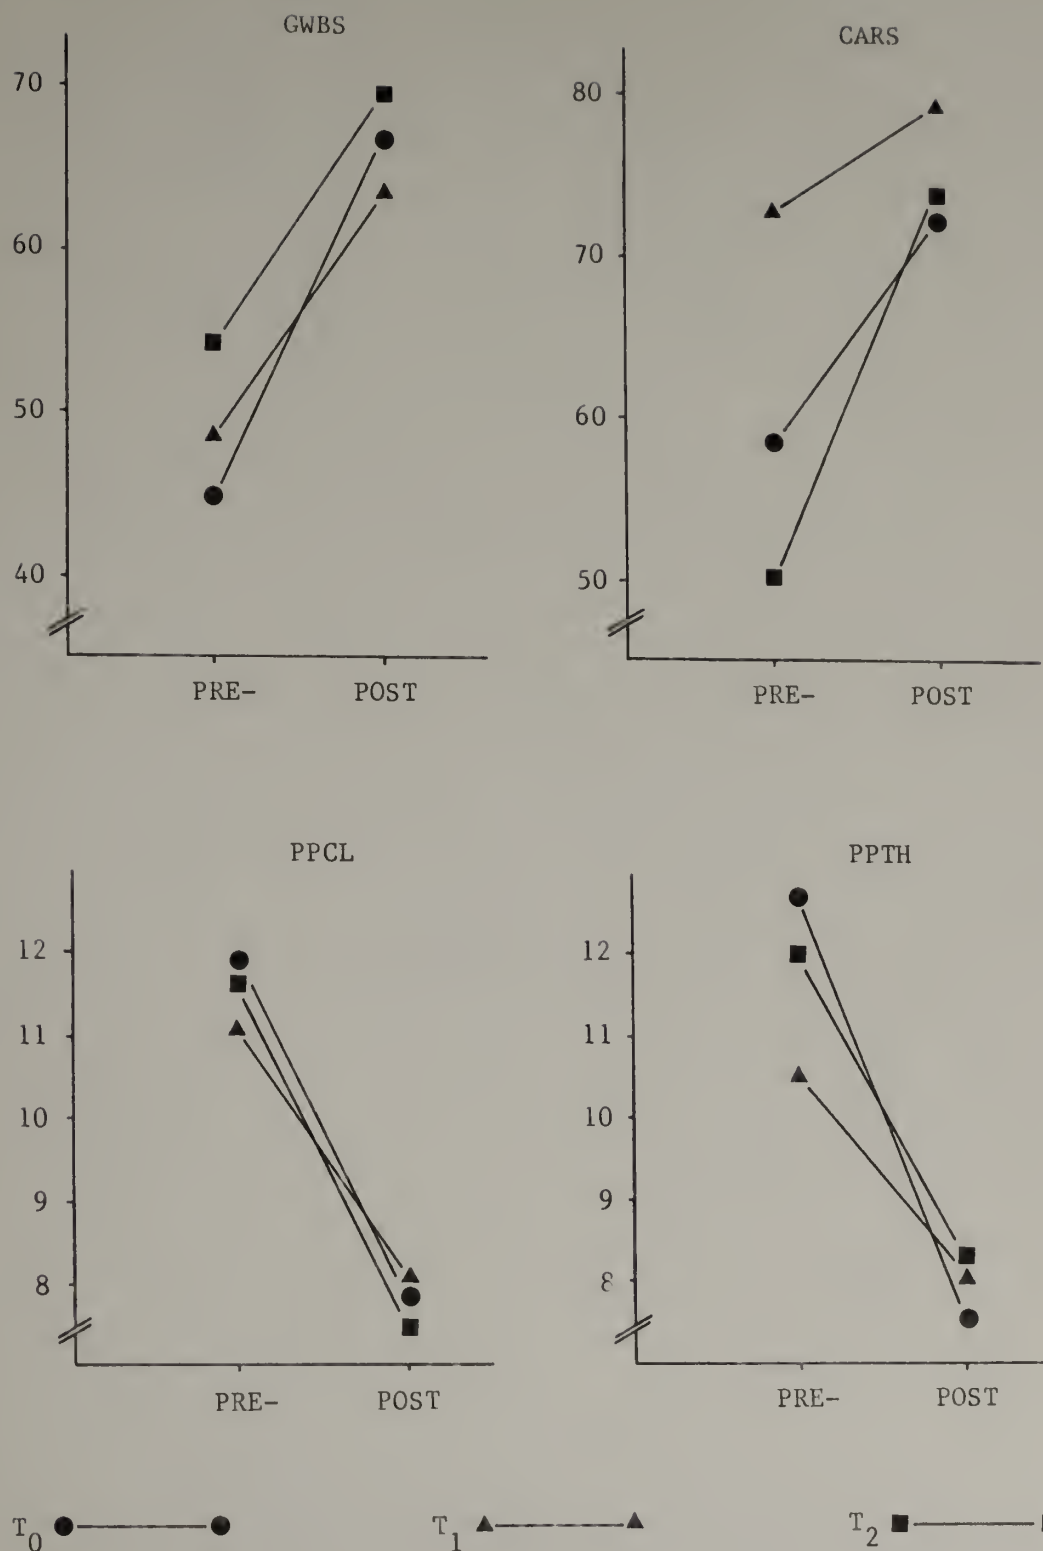 GWBS
70
60
50
40
PRE- POST
CARS
80
70
60
50
PRE- POST
PPCL
12
11
10
9
8
PRE- POST
PPTH
12
11
10
9
8
PRE- POST
T0 T1 T2